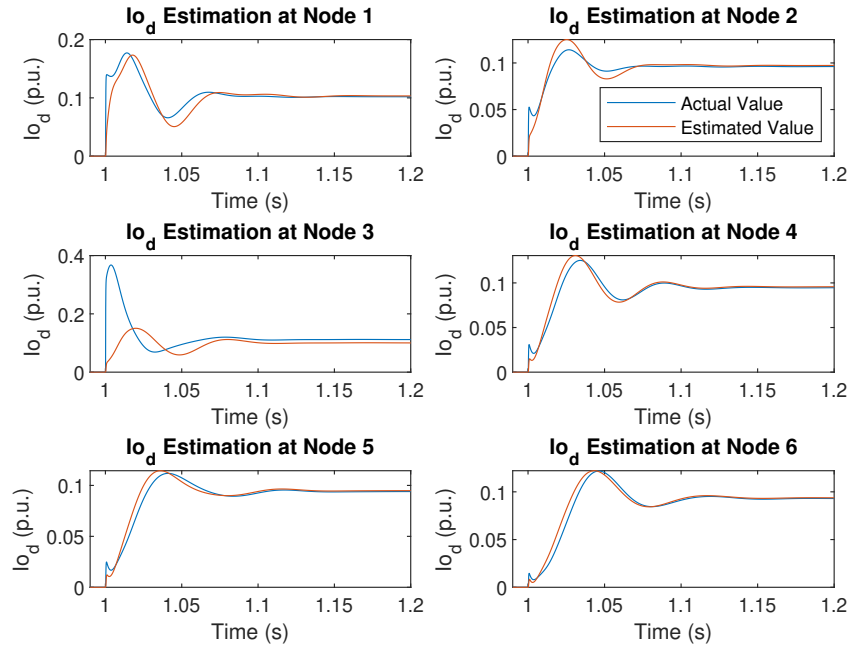 Io_d Estimation at Node 1
Io_d (p.u.)
0.2
0.1
0
1 1.05 1.1 1.15 1.2
Time (s)
Io_d Estimation at Node 2
Io_d (p.u.)
0.1
0.05
0
Actual Value
Estimated Value
1 1.05 1.1 1.15 1.2
Time (s)
Io_d Estimation at Node 3
Io_d (p.u.)
0.4
0.2
0
1 1.05 1.1 1.15 1.2
Time (s)
Io_d Estimation at Node 4
Io_d (p.u.)
0.1
0.05
0
1 1.05 1.1 1.15 1.2
Time (s)
Io_d Estimation at Node 5
Io_d (p.u.)
0.1
0.05
0
1 1.05 1.1 1.15 1.2
Time (s)
Io_d Estimation at Node 6
Io_d (p.u.)
0.1
0.05
0
1 1.05 1.1 1.15 1.2
Time (s)